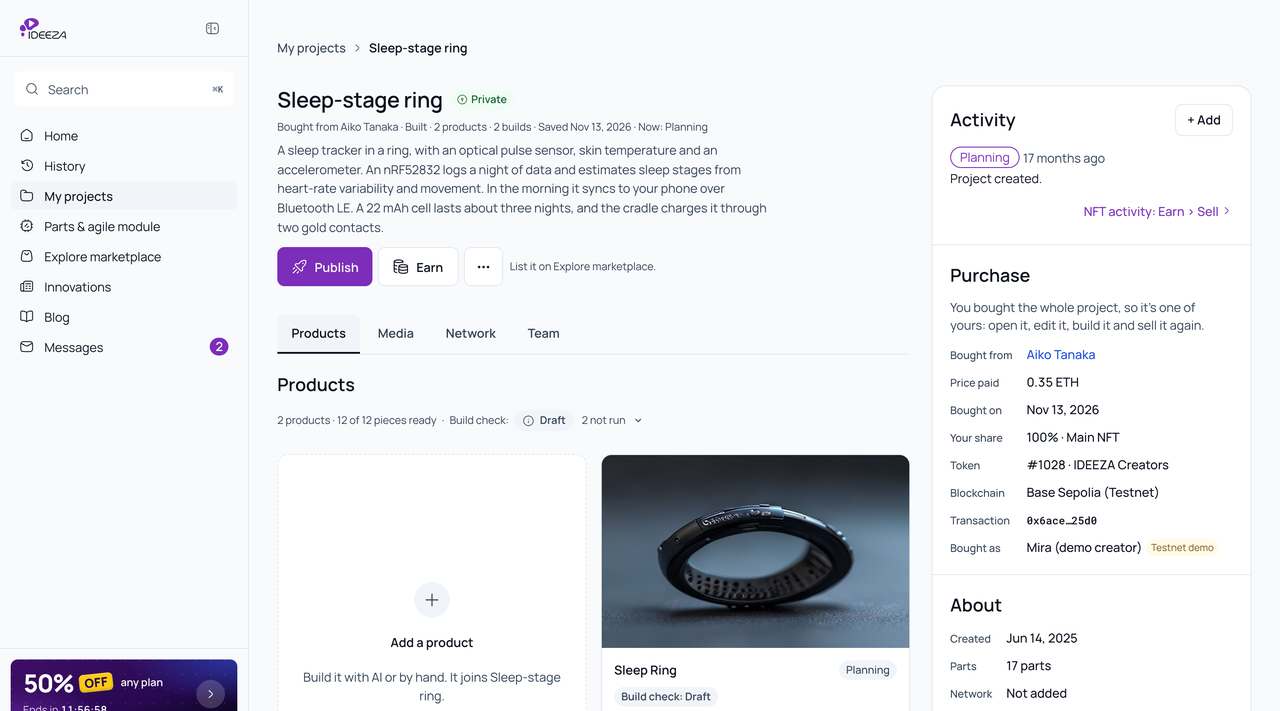 IDEEZA
Search ⌘K
Home
History
My projects
Parts & agile module
Explore marketplace
Innovations
Blog
Messages 2
50% OFF any plan
Ends in 11:56:58
My projects > Sleep-stage ring
Sleep-stage ring Private
Bought from Aiko Tanaka · Built · 2 products · 2 builds · Saved Nov 13, 2026 · Now: Planning
A sleep tracker in a ring, with an optical pulse sensor, skin temperature and an
accelerometer. An nRF52832 logs a night of data and estimates sleep stages from
heart-rate variability and movement. In the morning it syncs to your phone over
Bluetooth LE. A 22 mAh cell lasts about three nights, and the cradle charges it through
two gold contacts.
Publish Earn ··· List it on Explore marketplace.
Products Media Network Team
Products
2 products · 12 of 12 pieces ready · Build check: Draft 2 not run
Add a product
Build it with AI or by hand. It joins Sleep-stage
ring.
Sleep Ring Planning
Build check: Draft
Activity + Add
Planning 17 months ago
Project created.
NFT activity: Earn > Sell >
Purchase
You bought the whole project, so it's one of
yours: open it, edit it, build it and sell it again.
Bought from Aiko Tanaka
Price paid 0.35 ETH
Bought on Nov 13, 2026
Your share 100% · Main NFT
Token #1028 · IDEEZA Creators
Blockchain Base Sepolia (Testnet)
Transaction 0x6ace…25d0
Bought as Mira (demo creator) Testnet demo
About
Created Jun 14, 2025
Parts 17 parts
Network Not added